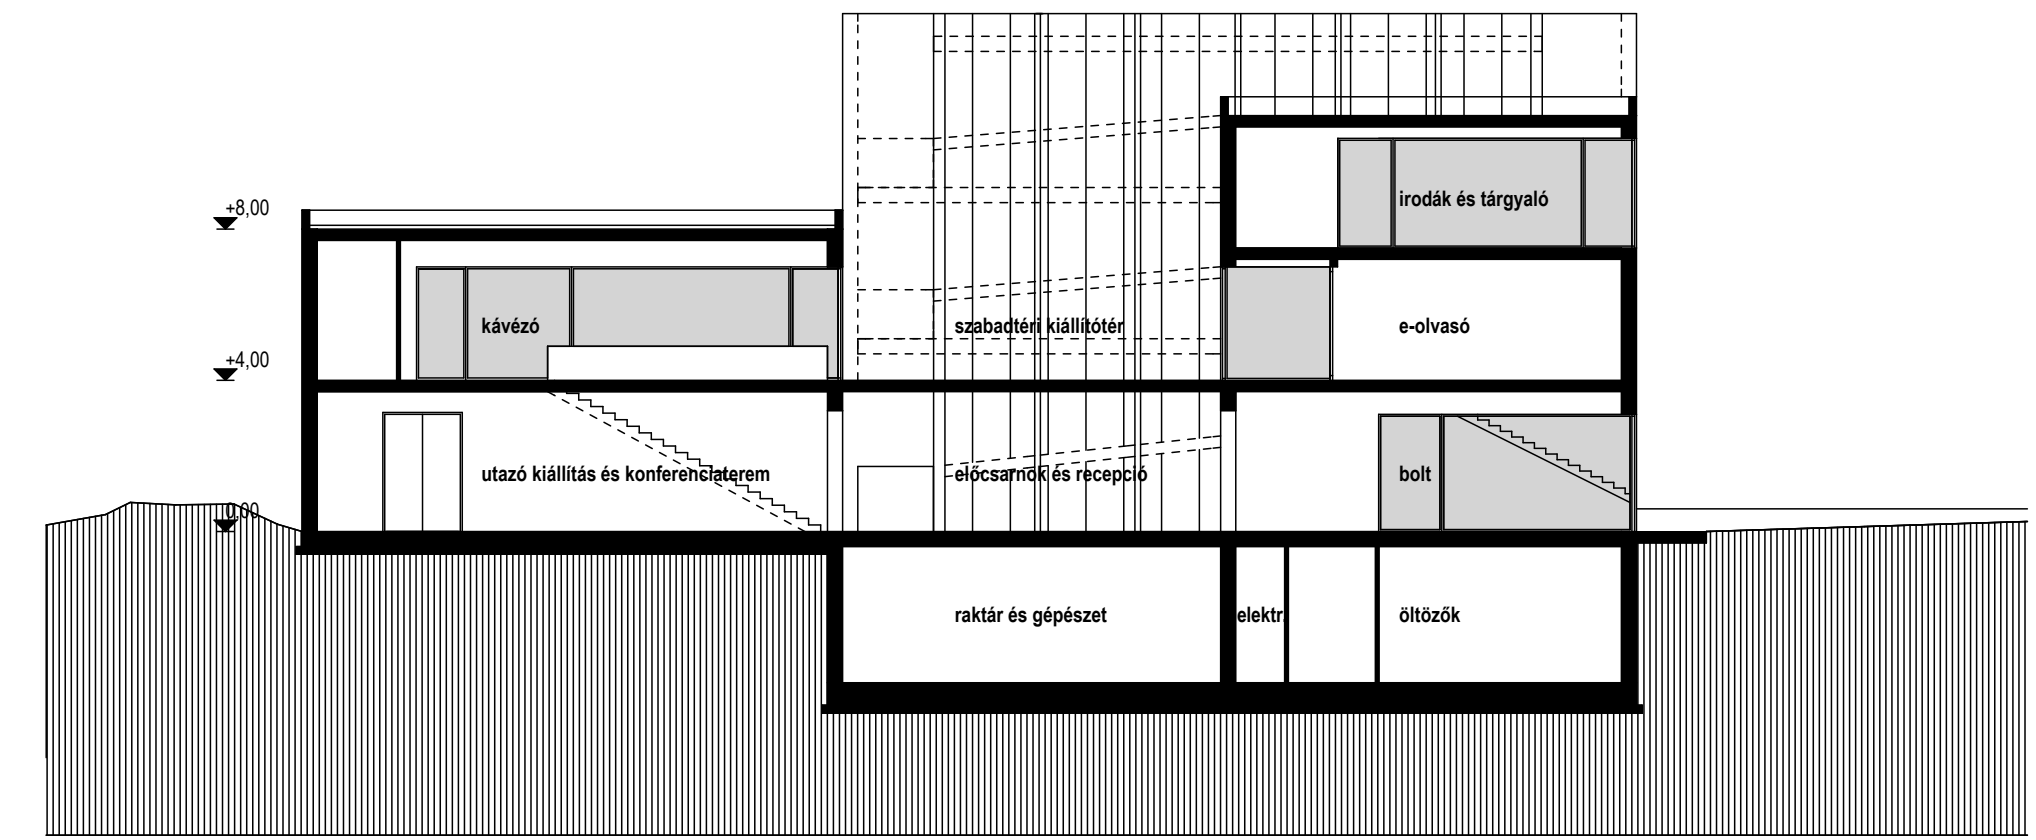 +8,00
irodák és tárgyaló
kávézó
szabadtéri kiállítótér
e-olvasó
+4,00
utazó kiállítás és konferenciaterem
előcsarnok és recepció
bolt
0,00
raktár és gépészet
elektr.
öltözők